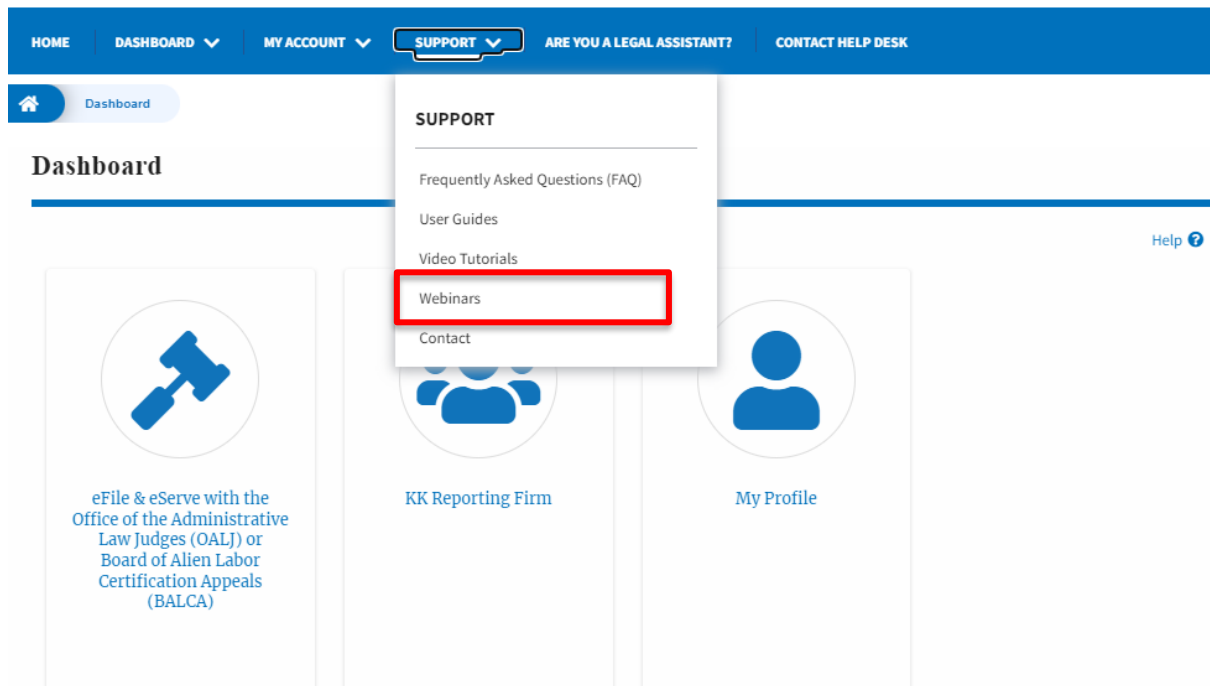 HOME DASHBOARD MY ACCOUNT SUPPORT ARE YOU A LEGAL ASSISTANT? CONTACT HELP DESK
Dashboard
SUPPORT
Dashboard
Frequently Asked Questions (FAQ)
User Guides
Help
Video Tutorials
Webinars
Contact
eFile & eServe with the
Office of the Administrative
Law Judges (OALJ) or
Board of Alien Labor
Certification Appeals
(BALCA)
KK Reporting Firm
My Profile